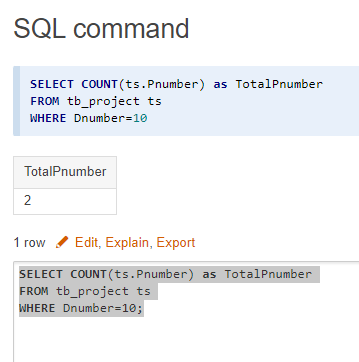 SQL command
SELECT COUNT(ts.Pnumber) as TotalPnumber
FROM tb_project ts
WHERE Dnumber=10
TotalPnumber
2
1 row Edit, Explain, Export
SELECT COUNT(ts.Pnumber) as TotalPnumber
FROM tb_project ts
WHERE Dnumber=10;